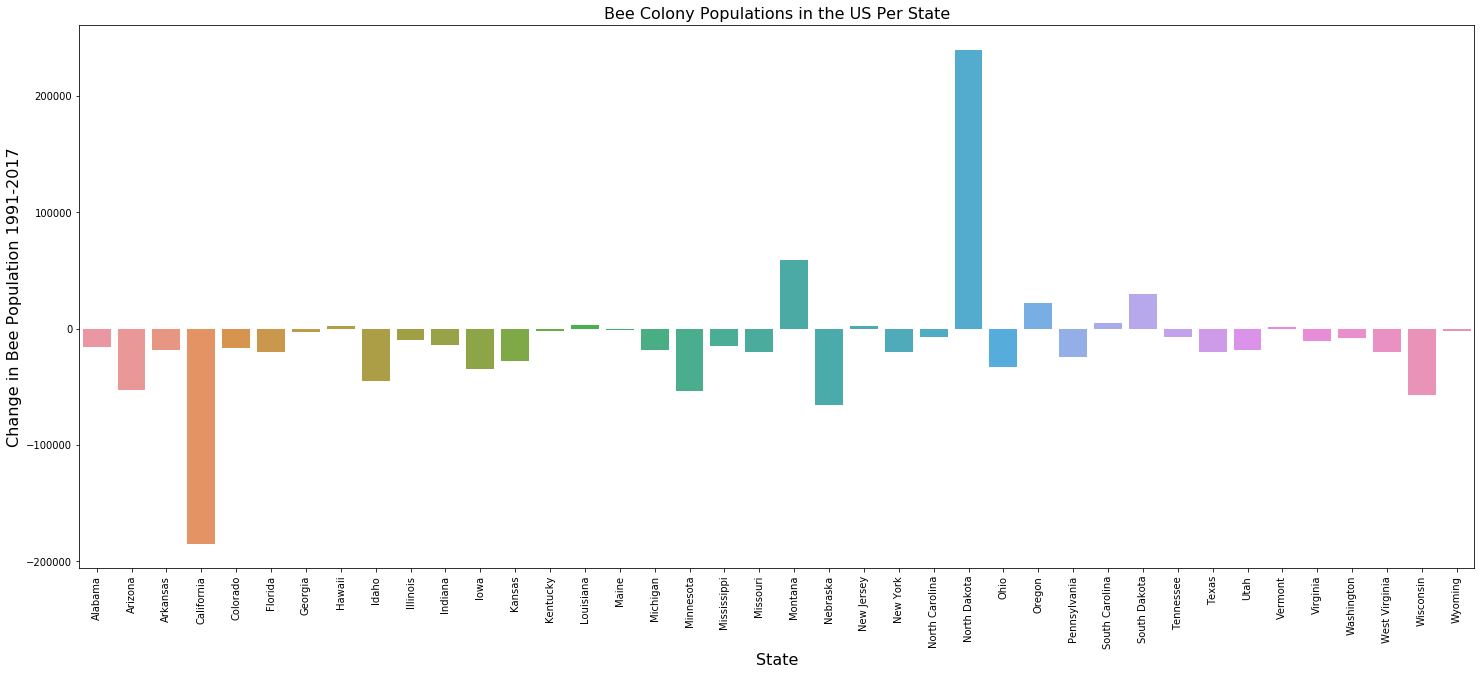 Bee Colony Populations in the US Per State
Change in Bee Population 1991-2017
200000
100000
0
−100000
−200000
Alabama
Arizona
Arkansas
California
Colorado
Florida
Georgia
Hawaii
Idaho
Illinois
Indiana
Iowa
Kansas
Kentucky
Louisiana
Maine
Michigan
Minnesota
Mississippi
Missouri
Montana
Nebraska
New Jersey
New York
North Carolina
North Dakota
Ohio
Oregon
Pennsylvania
South Carolina
South Dakota
Tennessee
Texas
Utah
Vermont
Virginia
Washington
West Virginia
Wisconsin
Wyoming
State